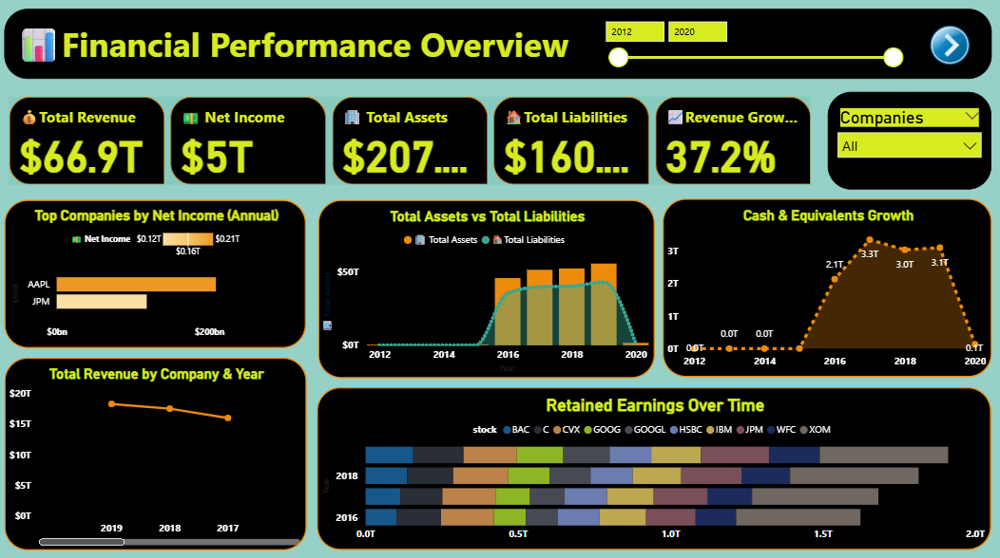 Financial Performance Overview
2012 2020
Total Revenue
$66.9T
Net Income
$5T
Total Assets
$207....
Total Liabilities
$160....
Revenue Grow...
37.2%
Companies
All
Top Companies by Net Income (Annual)
Net Income $0.12T $0.21T
$0.16T
stock
AAPL
JPM
$0bn $200bn
Total Assets vs Total Liabilities
Total Assets Total Liabilities
Total Assets
$50T
$0T
2012 2014 2016 2018 2020
Year
Cash & Equivalents Growth
3T
2T
1T
0T
0.0T
0.0T
0.0T
2.1T
3.3T
3.0T
3.1T
0.1T
2012 2014 2016 2018 2020
Total Revenue by Company & Year
$20T
$15T
$10T
$5T
$0T
2019 2018 2017
Retained Earnings Over Time
stock BAC C CVX GOOG GOOGL HSBC IBM JPM WFC XOM
Year
2018
2016
0.0T 0.5T 1.0T 1.5T 2.0T